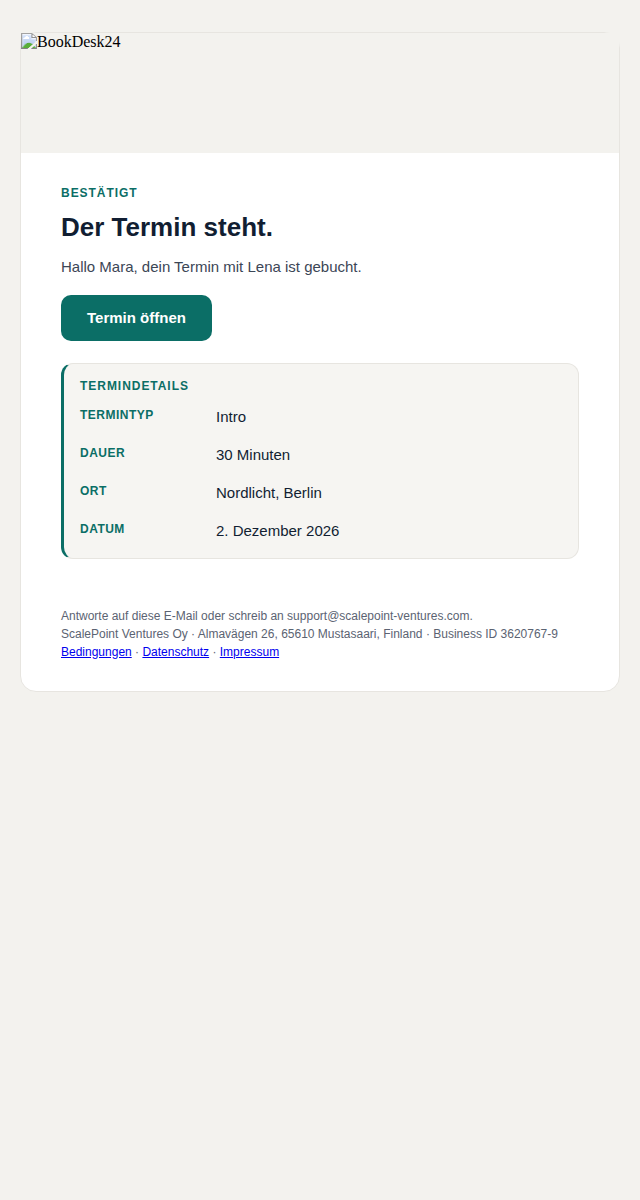 BookDesk24
BESTÄTIGT
Der Termin steht.
Hallo Mara, dein Termin mit Lena ist gebucht.
Termin öffnen
TERMINDETAILS
TERMINTYP Intro
DAUER 30 Minuten
ORT Nordlicht, Berlin
DATUM 2. Dezember 2026
Antworte auf diese E-Mail oder schreib an support@scalepoint-ventures.com.
ScalePoint Ventures Oy · Almavägen 26, 65610 Mustasaari, Finland · Business ID 3620767-9
Bedingungen · Datenschutz · Impressum